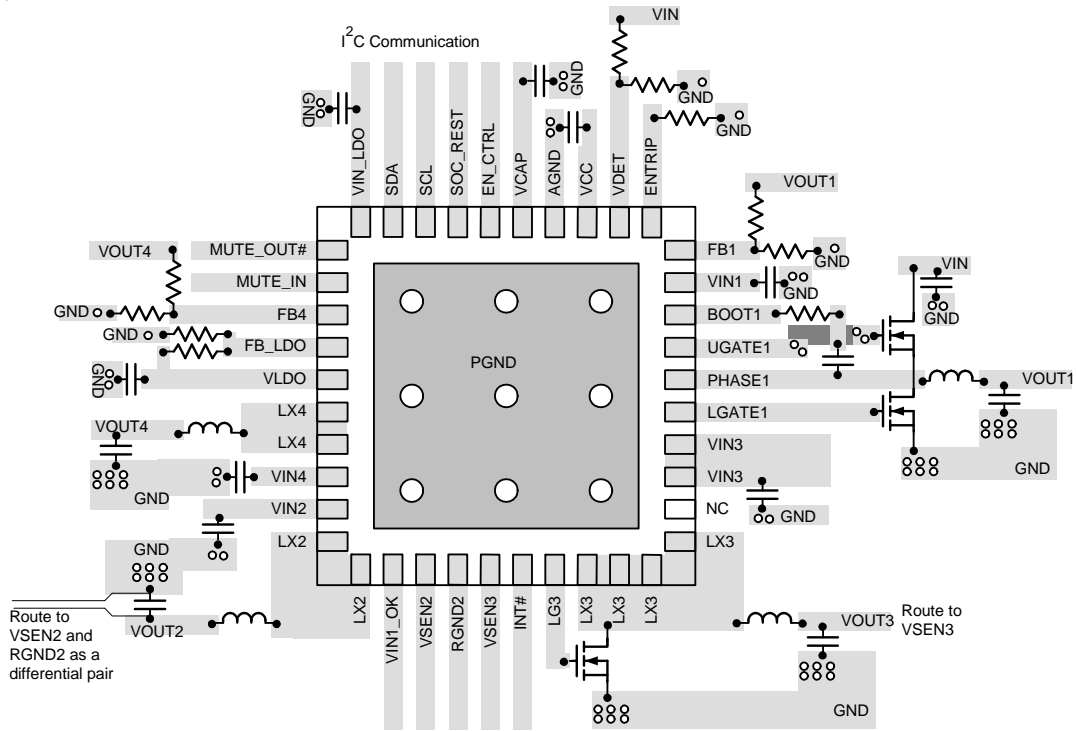 VIN
I2C Communication
GND
GND
GND
GND
VIN_LDO
SDA
SCL
SOC_REST
EN_CTRL
VCAP
AGND
VCC
VDET
ENTRIP
VOUT1
VOUT4
MUTE_OUT#
FB1
GND
VIN
MUTE_IN
VIN1
GND
GND
FB4
BOOT1
GND
GND
FB_LDO
UGATE1
PGND
GND
VLDO
PHASE1
VOUT1
LX4
LGATE1
VOUT4
LX4
VIN3
VIN4
VIN3
GND
GND
VIN2
NC
GND
GND
LX2
LX3
LX2
VIN1_OK
VSEN2
RGND2
VSEN3
INT#
LG3
LX3
LX3
LX3
Route to
VSEN2 and
RGND2 as a
differential pair
VOUT2
VOUT3
Route to
VSEN3
GND